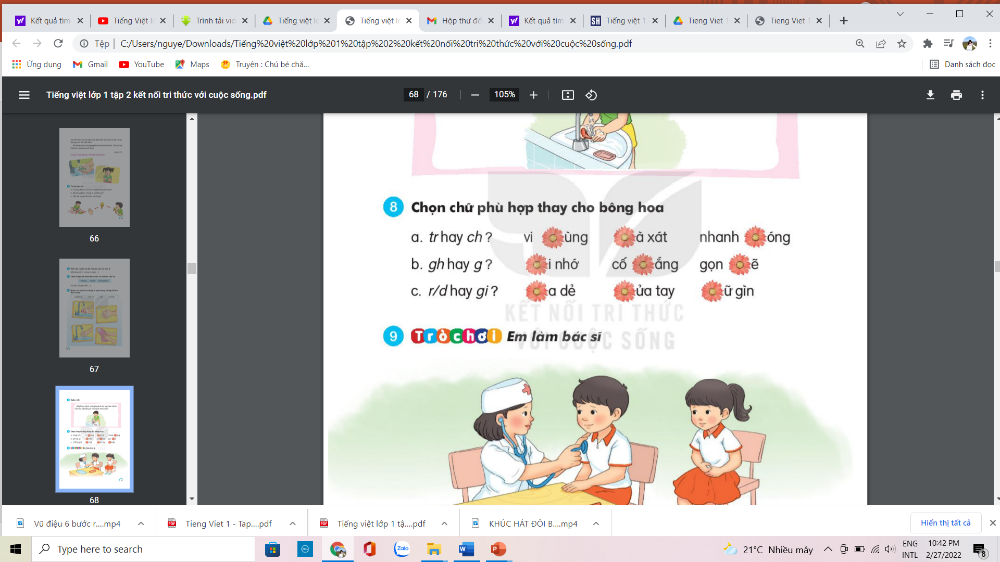 Kết quả tìm
Tiếng Việt lớ
Trình tải vid
Tiếng việt lớ
Tiếng việt lớ
Hộp thư đế
Kết quả tìm
SH Tiếng việt 1
Tieng Viet 1
Tieng Viet 1
Tệp | C:/Users/nguye/Downloads/Tiếng%20việt%20lớp%201%20tập%202%20kết%20nối%20tri%20thức%20với%20cuộc%20sống.pdf
Ứng dụng Gmail YouTube Maps Truyện : Chú bé chă... Danh sách đọc
Tiếng việt lớp 1 tập 2 kết nối tri thức với cuộc sống.pdf 68 / 176 105%
66
67
68
8 Chọn chữ phù hợp thay cho bông hoa
a. tr hay ch ? vi ùng à xát nhanh óng
b. gh hay g ? i nhớ cố ắng gọn ẽ
c. r/d hay gi ? a dẻ ửa tay ữ gìn
KẾT NỐI TRI THỨC
VỚI CUỘC SỐNG
9 Trò chơi Em làm bác sĩ
Vũ điệu 6 bước r....mp4 Tieng Viet 1 - Tap....pdf Tiếng việt lớp 1 tậ....pdf KHÚC HÁT ĐÔI B....mp4 Hiển thị tất cả
Type here to search DELL Zalo 21°C Nhiều mây ENG 10:42 PM
INTL 2/27/2022 8